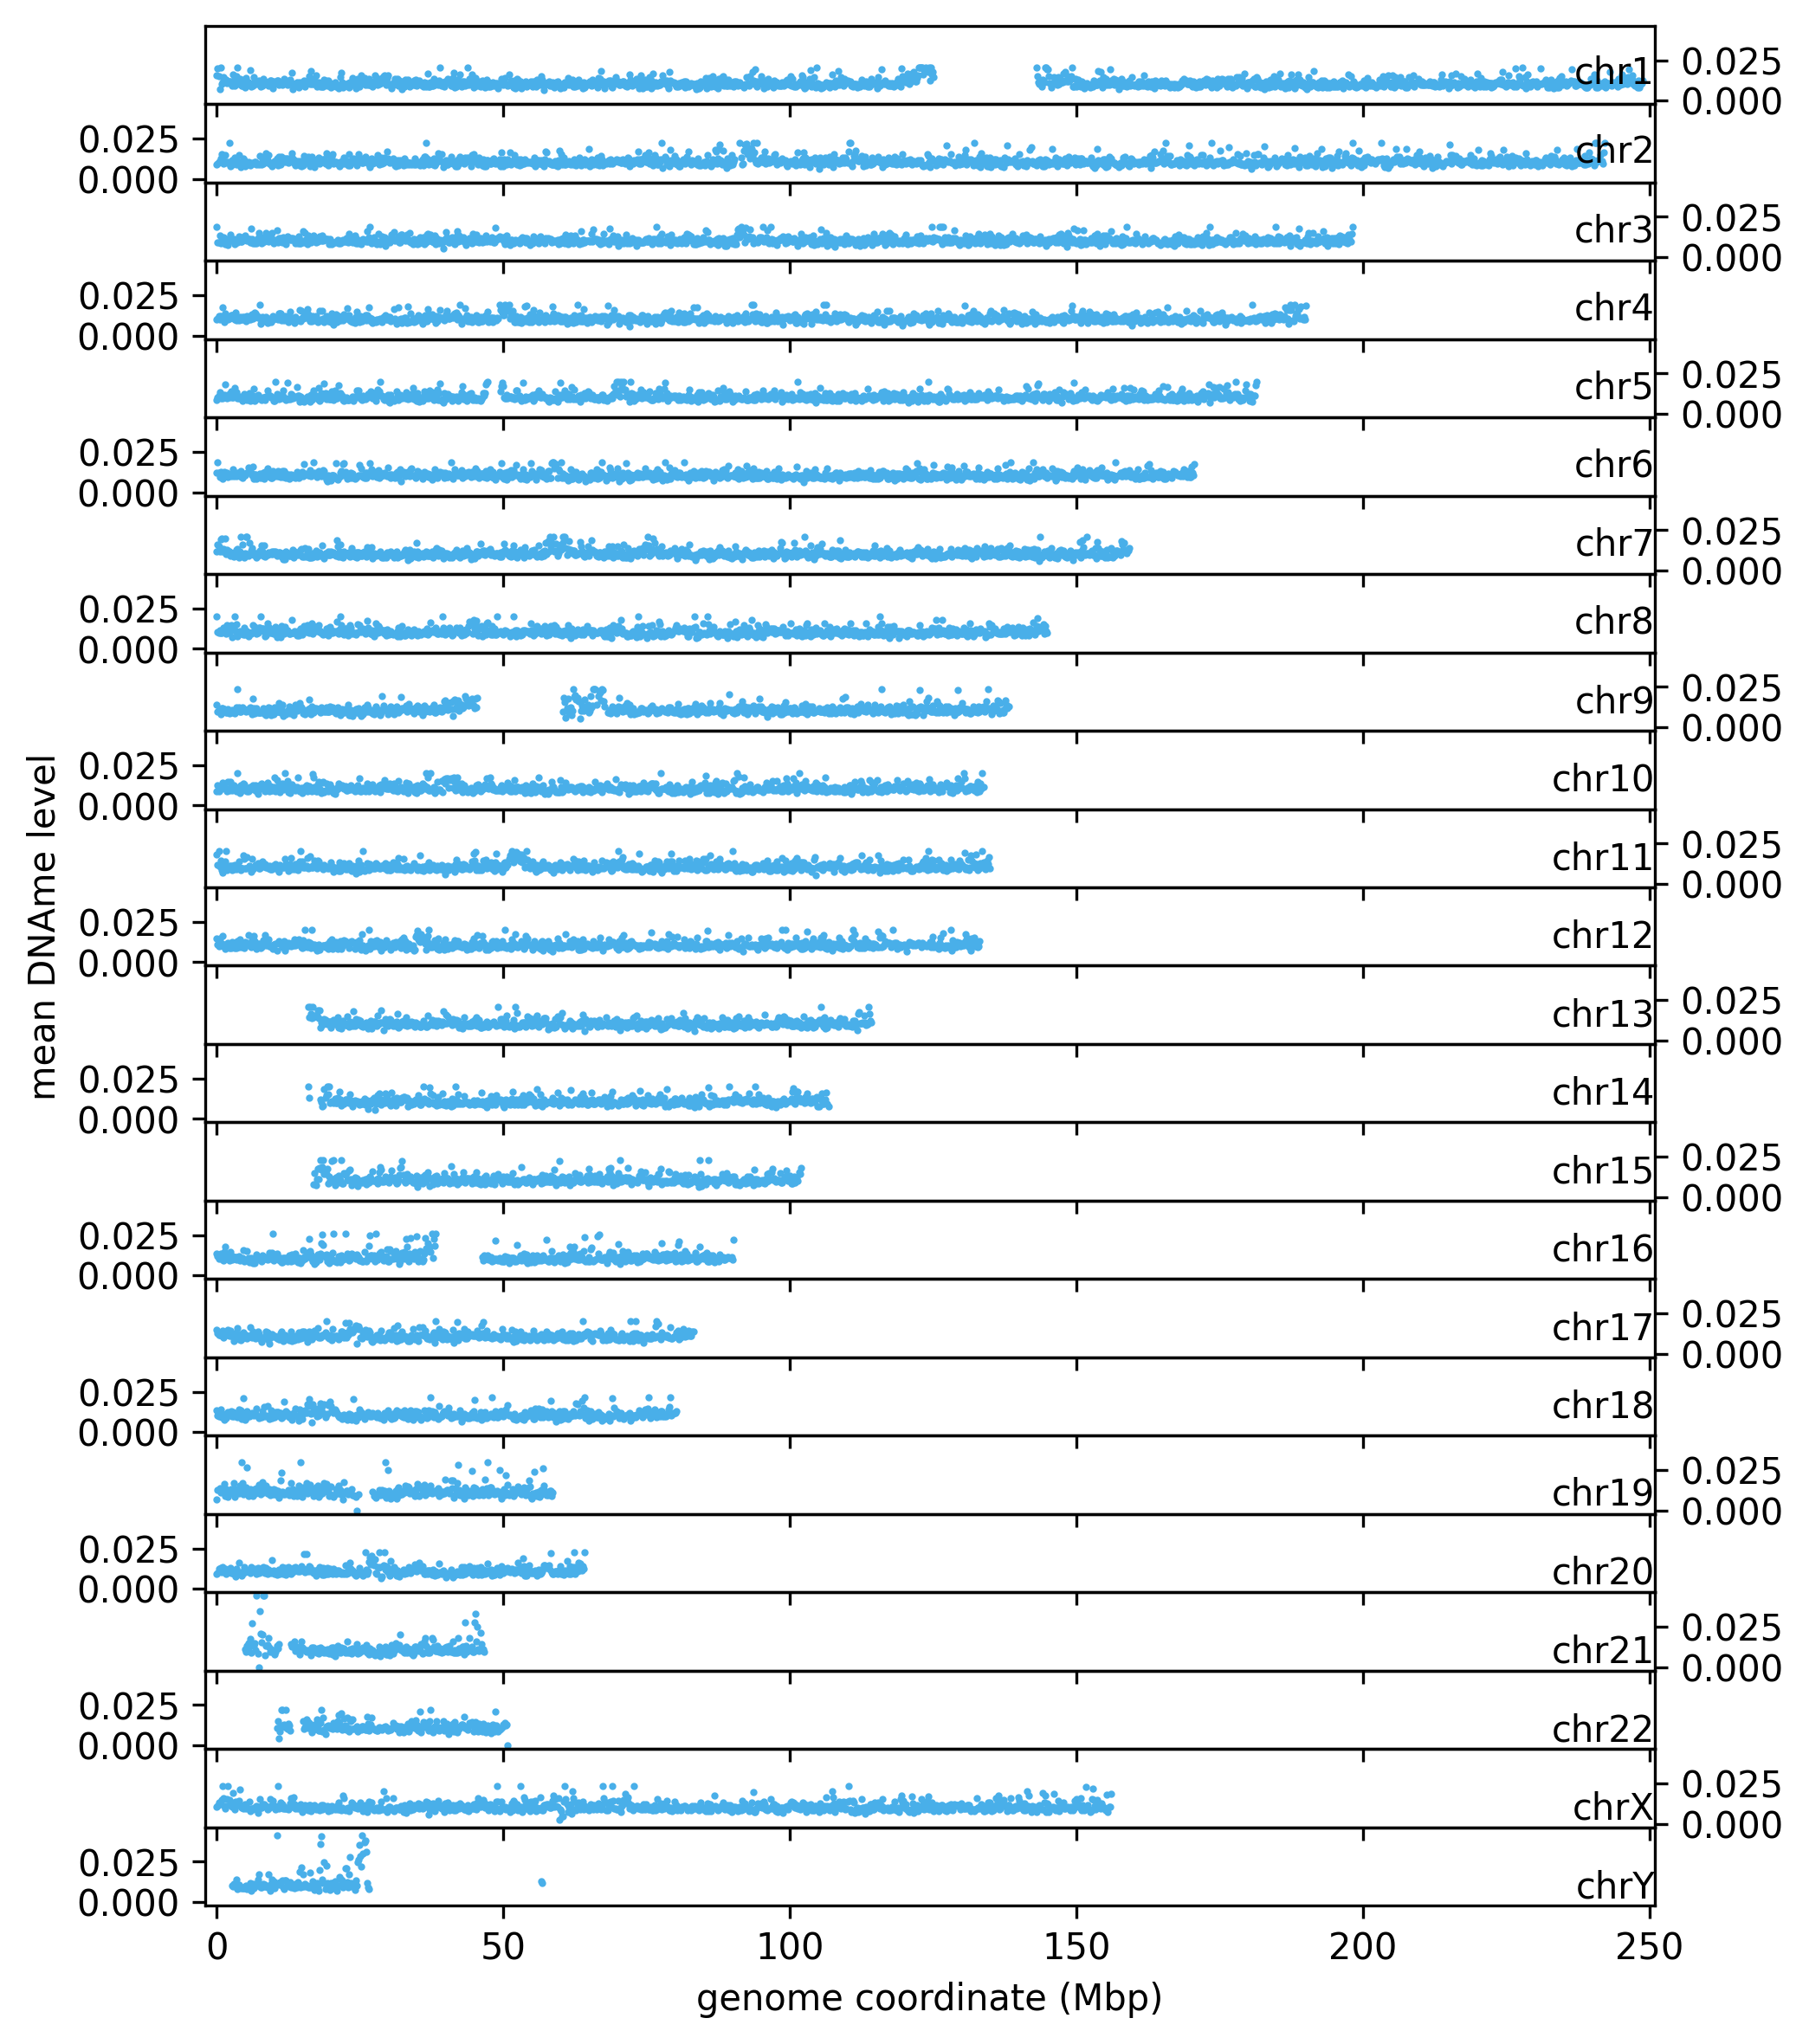 chr1 0.025
0.000
0.025 chr2
0.000
chr3 0.025
0.000
0.025 chr4
0.000
chr5 0.025
0.000
0.025 chr6
0.000
chr7 0.025
0.000
0.025 chr8
0.000
chr9 0.025
0.000
0.025 chr10
0.000
chr11 0.025
0.000
0.025 chr12
0.000
chr13 0.025
0.000
0.025 chr14
0.000
chr15 0.025
0.000
0.025 chr16
0.000
chr17 0.025
0.000
0.025 chr18
0.000
chr19 0.025
0.000
0.025 chr20
0.000
chr21 0.025
0.000
0.025 chr22
0.000
chrX 0.025
0.000
0.025 chrY
0.000
mean DNAme level
0 50 100 150 200 250
genome coordinate (Mbp)